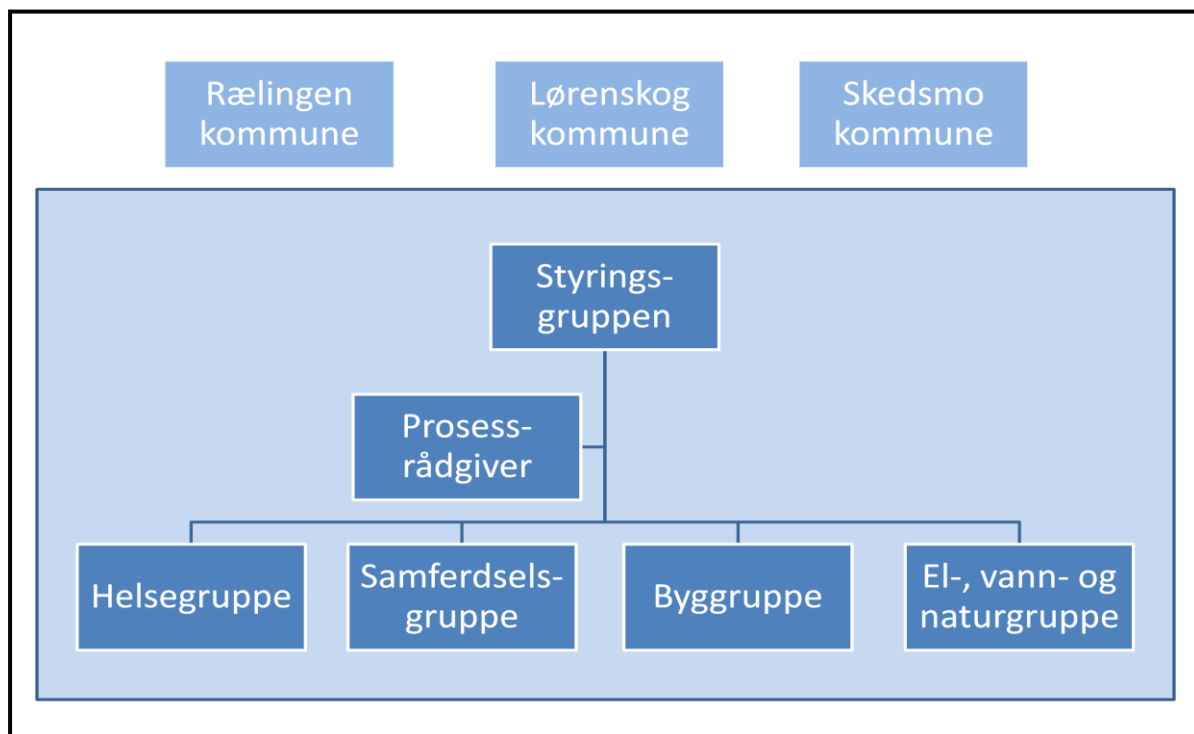 Rælingen
kommune
Lørenskog
kommune
Skedsmo
kommune
Styrings-
gruppen
Prosess-
rådgiver
Helsegruppe
Samferdsels-
gruppe
Byggruppe
El-, vann- og
naturgruppe